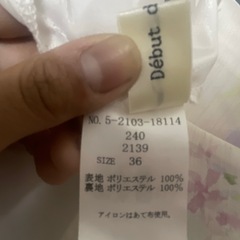 Début d
NO. 5-2103-18114
240
2139
SIZE 36
表地 ポリエステル 100%
裏地 ポリエステル 100%
アイロンはあて布使用。